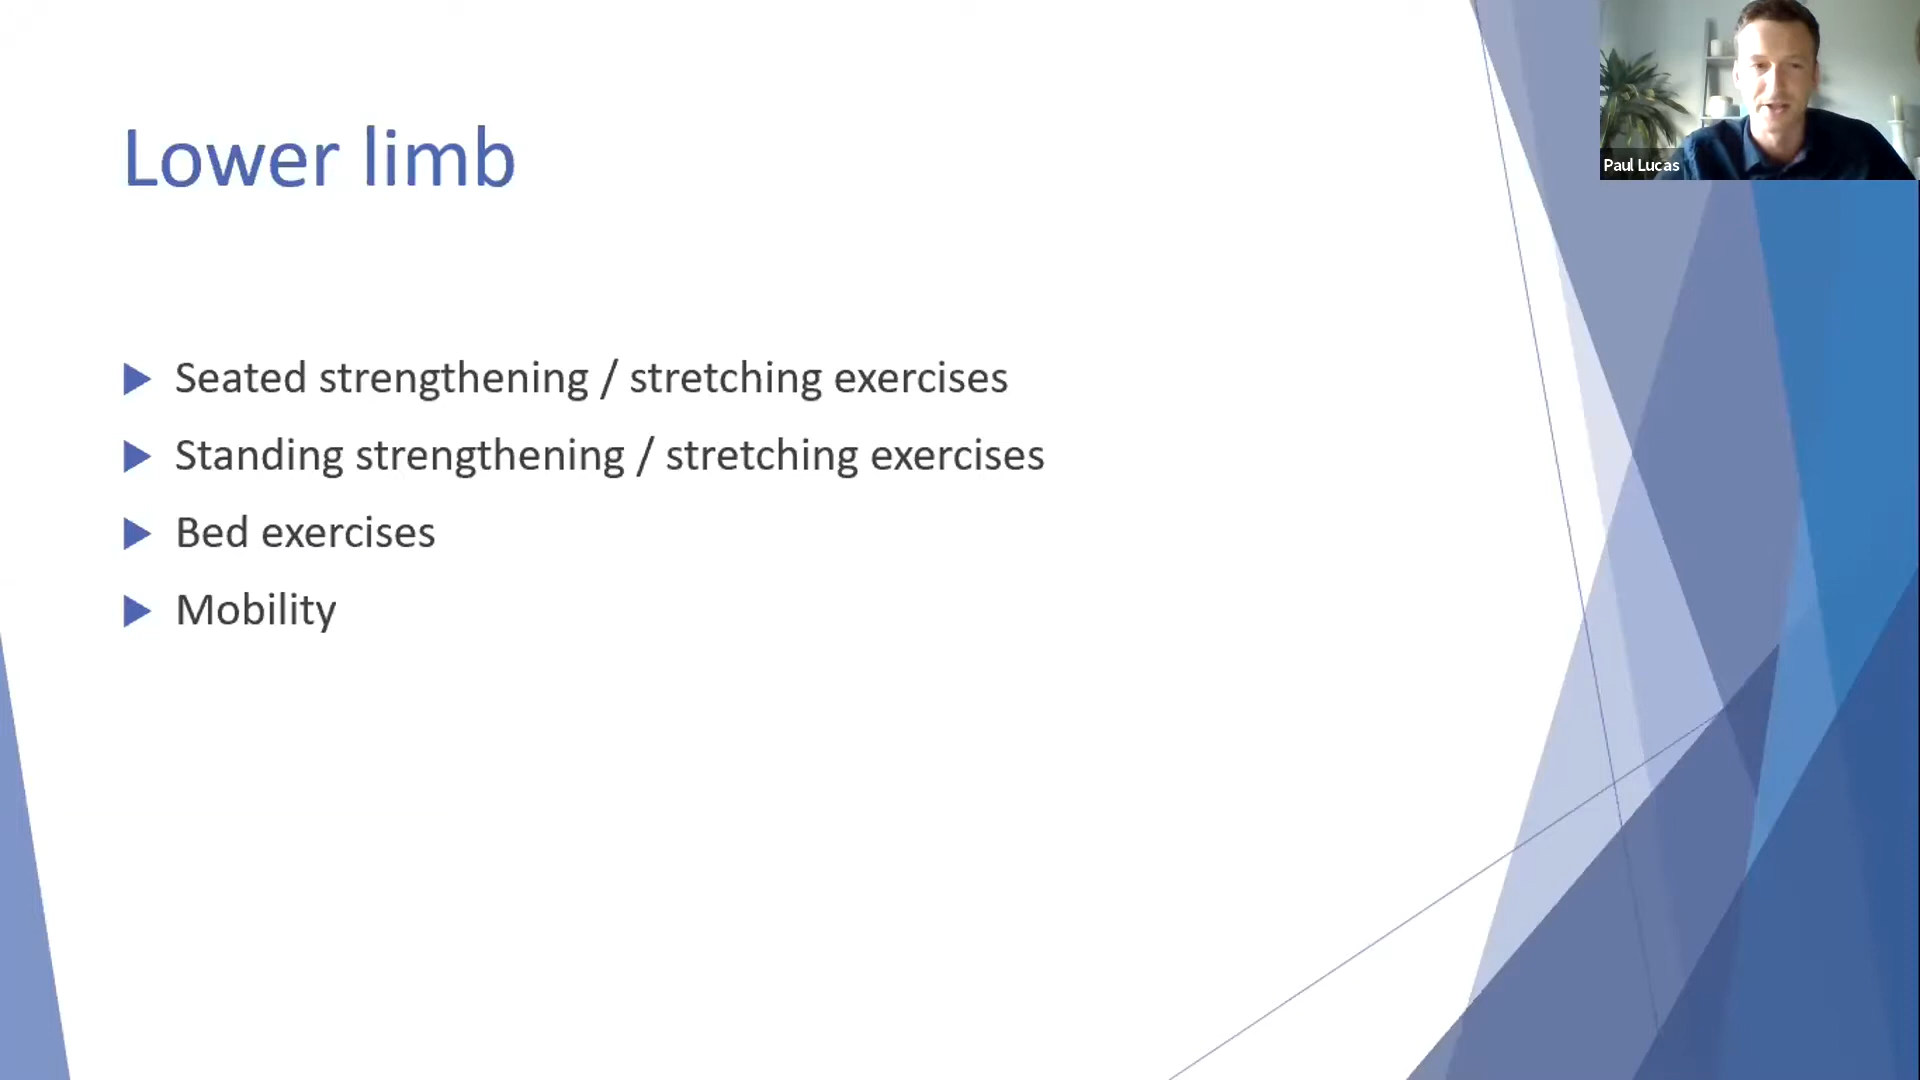 Lower limb
Seated strengthening / stretching exercises
Standing strengthening / stretching exercises
Bed exercises
Mobility
Paul Lucas